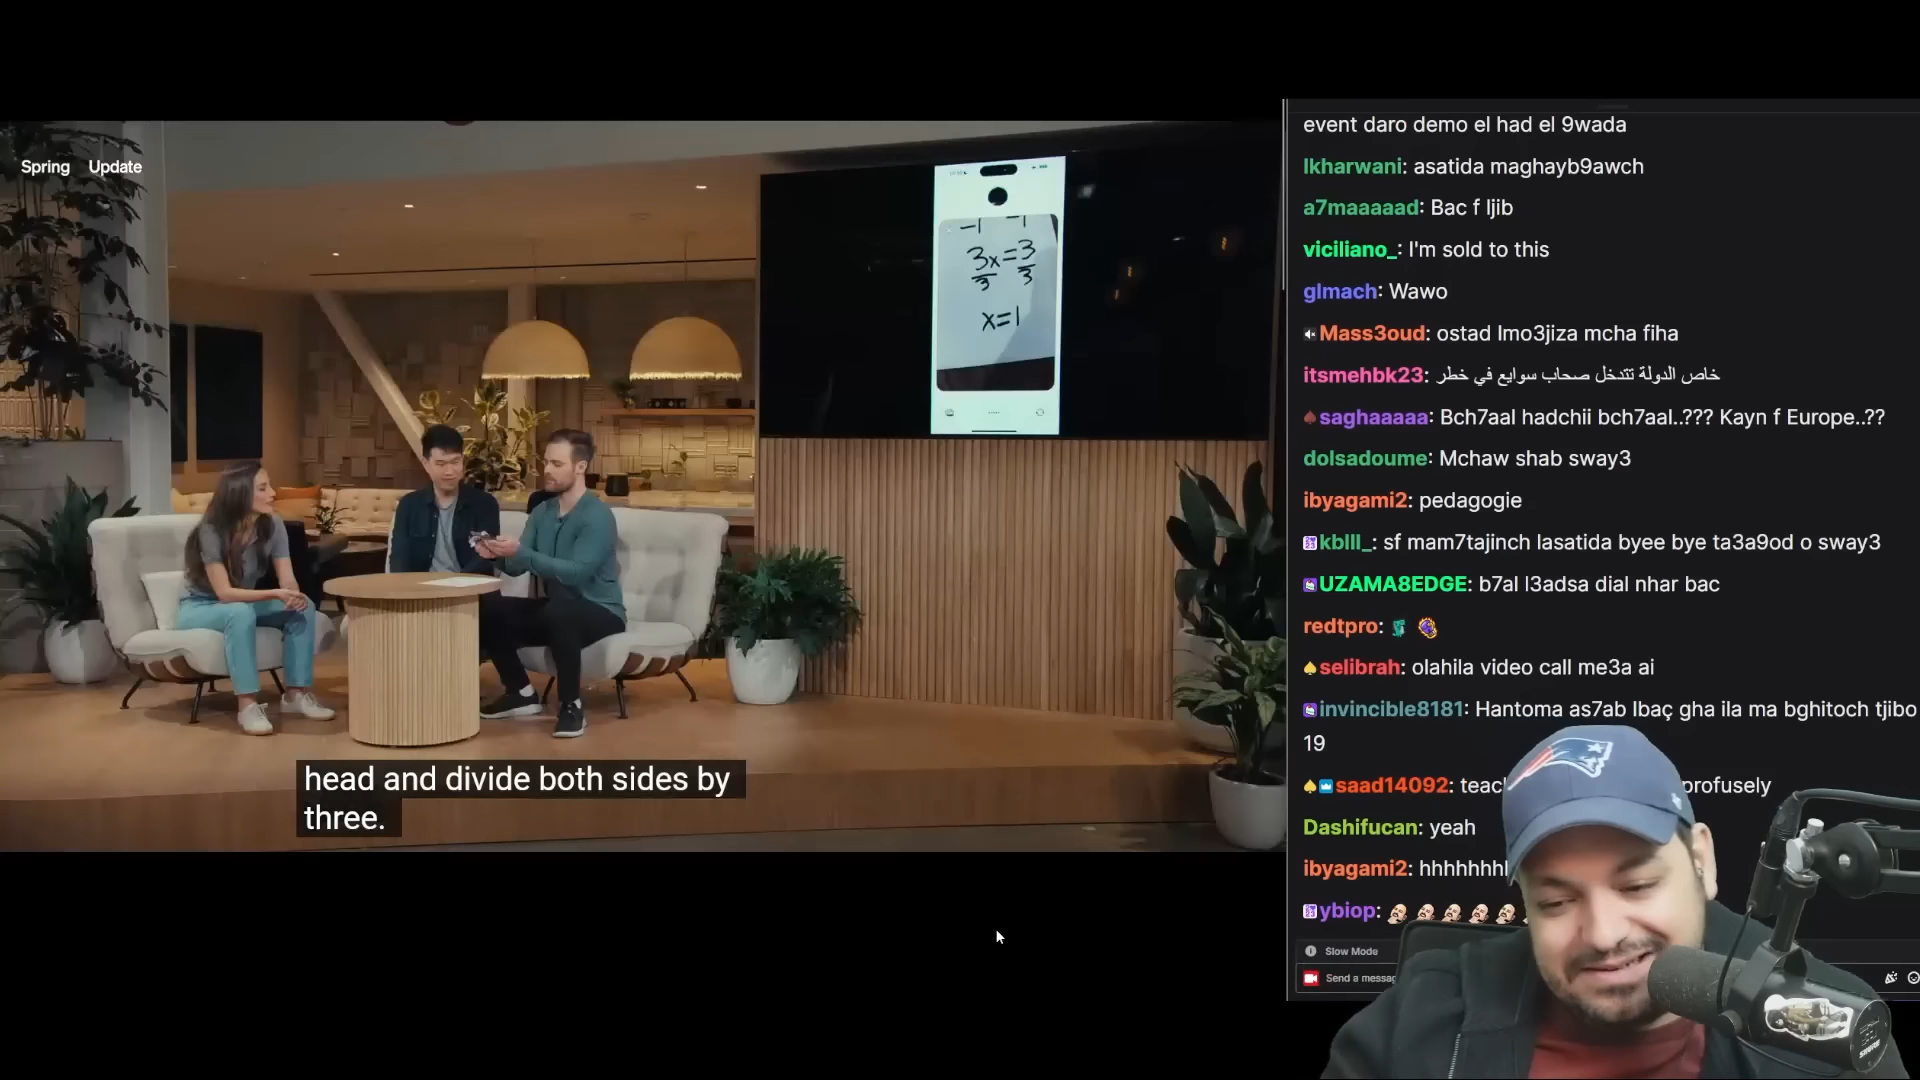 Spring Update
-1 -1
3x=3
3 3
x=1
head and divide both sides by
three.
event daro demo el had el 9wada
lkharwani: asatida maghayb9awch
a7maaaaad: Bac f ljib
viciliano_: I'm sold to this
glmach: Wawo
Mass3oud: ostad lmo3jiza mcha fiha
itsmehbk23: خاص الدولة تتدخل صحاب سوايع في خطر
saghaaaaa: Bch7aal hadchii bch7aal..??? Kayn f Europe..??
dolsadoume: Mchaw shab sway3
ibyagami2: pedagogie
kblll_: sf mam7tajinch lasatida byee bye ta3a9od o sway3
UZAMA8EDGE: b7al l3adsa dial nhar bac
redtpro:
selibrah: olahila video call me3a ai
invincible8181: Hantoma as7ab lbaç gha ila ma bghitoch tjibo
19
saad14092: teac profusely
Dashifucan: yeah
ibyagami2: hhhhhhhl
ybiop:
Slow Mode
Send a messag